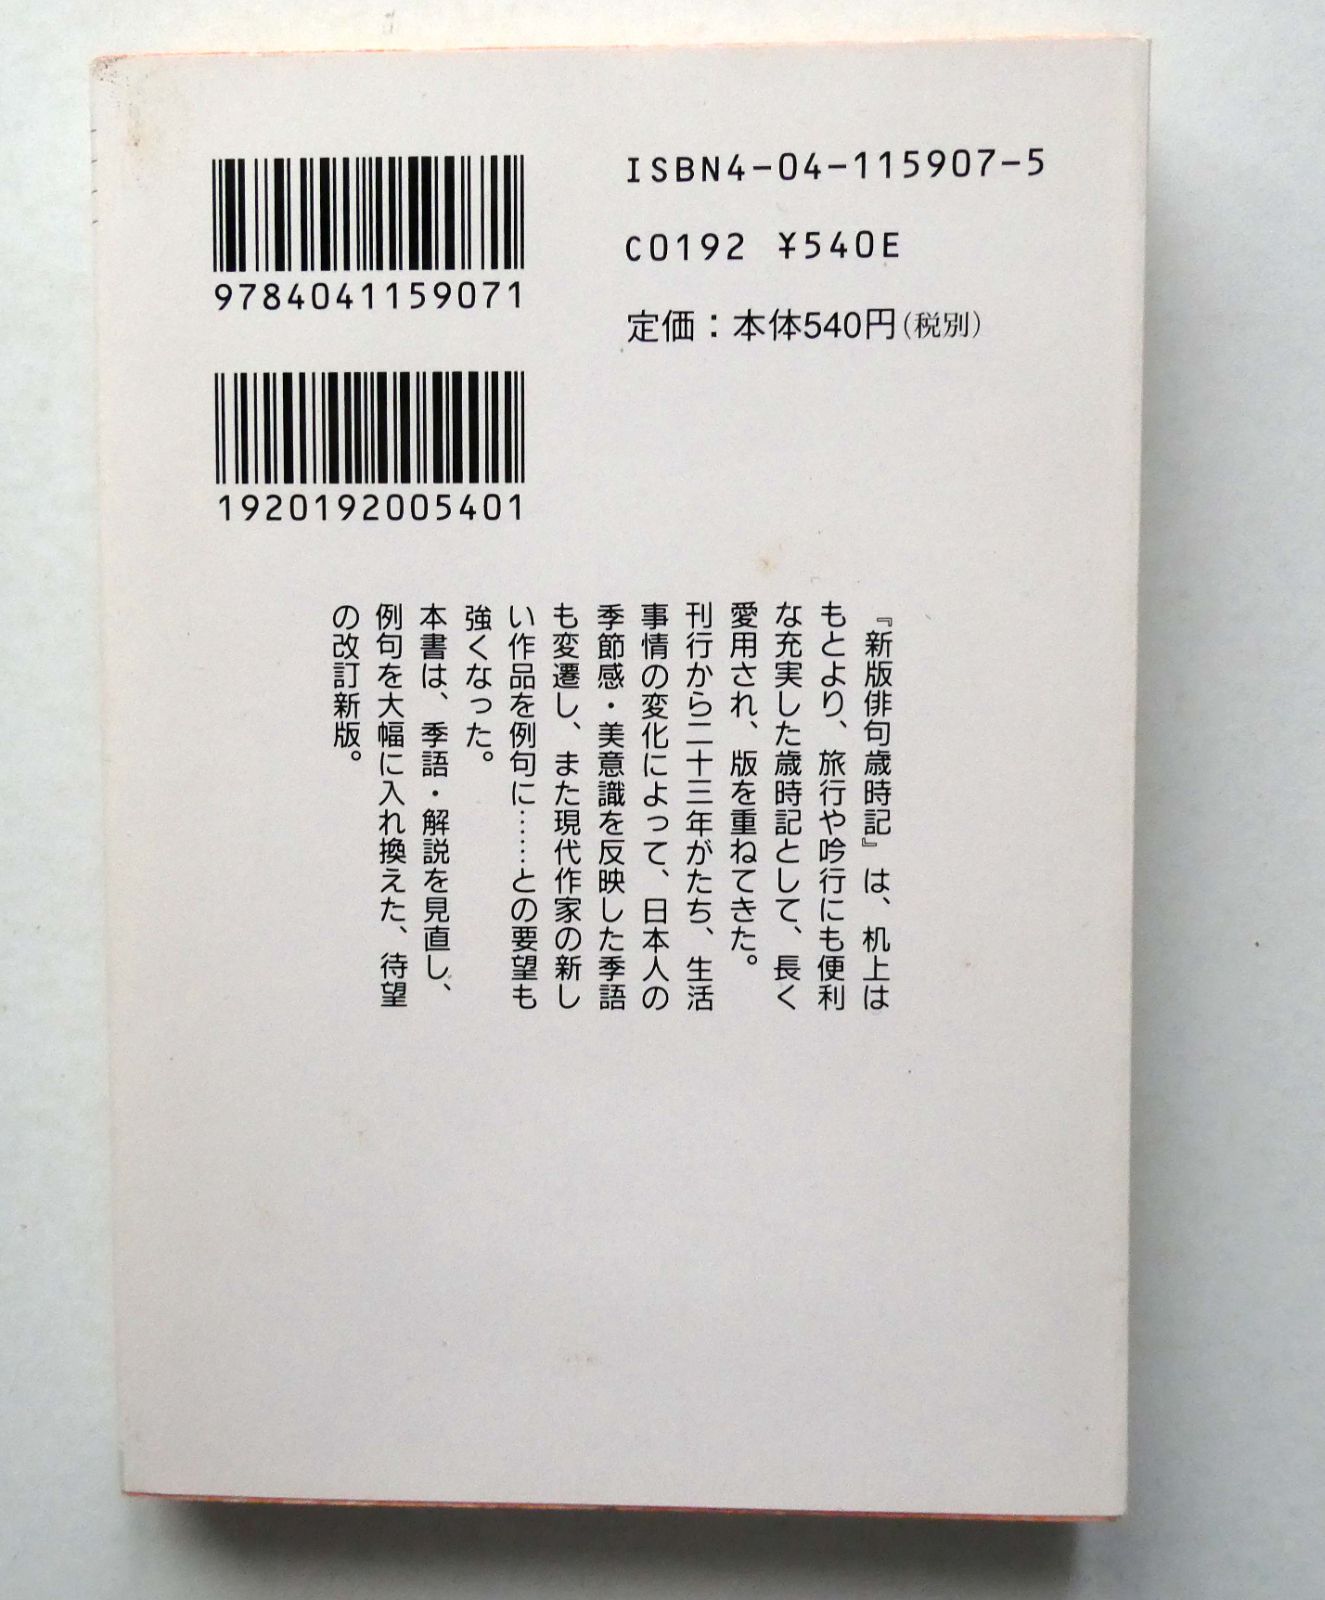 ISBN4-04-115907-5
C0192 ¥540E
定価：本体540円（税別）
9784041159071
1920192005401
『新版俳句歳時記』は、机上は
もとより、旅行や吟行にも便利
な充実した歳時記として、長く
愛用され、版を重ねてきた。
刊行から二十三年がたち、生活
事情の変化によって、日本人の
季節感・美意識を反映した季語
も変遷し、また現代作家の新し
い作品を例句に……との要望も
強くなった。
本書は、季語・解説を見直し、
例句を大幅に入れ換えた、待望
の改訂新版。